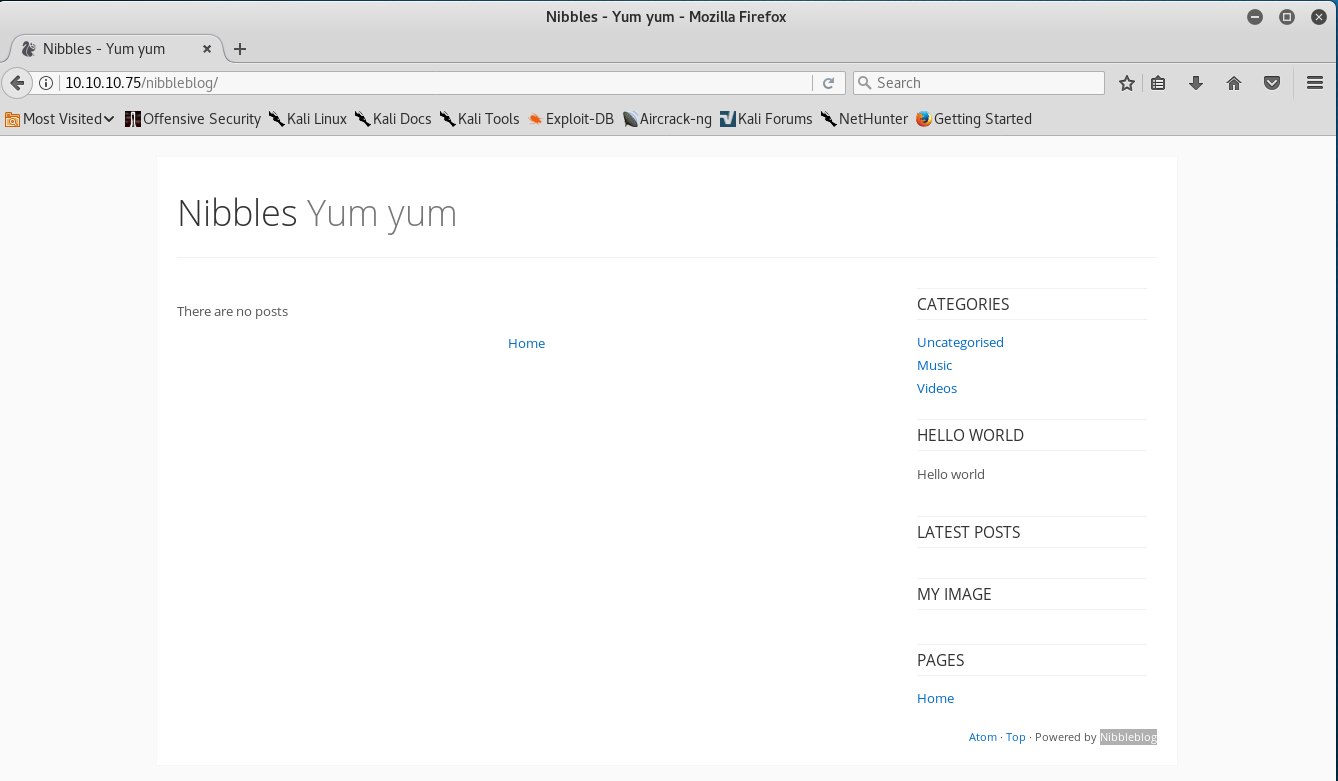 Nibbles - Yum yum - Mozilla Firefox
Nibbles - Yum yum
10.10.10.75/nibbleblog/
Search
Most Visited Offensive Security Kali Linux Kali Docs Kali Tools Exploit-DB Aircrack-ng Kali Forums NetHunter Getting Started
Nibbles Yum yum
There are no posts
Home
CATEGORIES
Uncategorised
Music
Videos
HELLO WORLD
Hello world
LATEST POSTS
MY IMAGE
PAGES
Home
Atom · Top · Powered by Nibbleblog